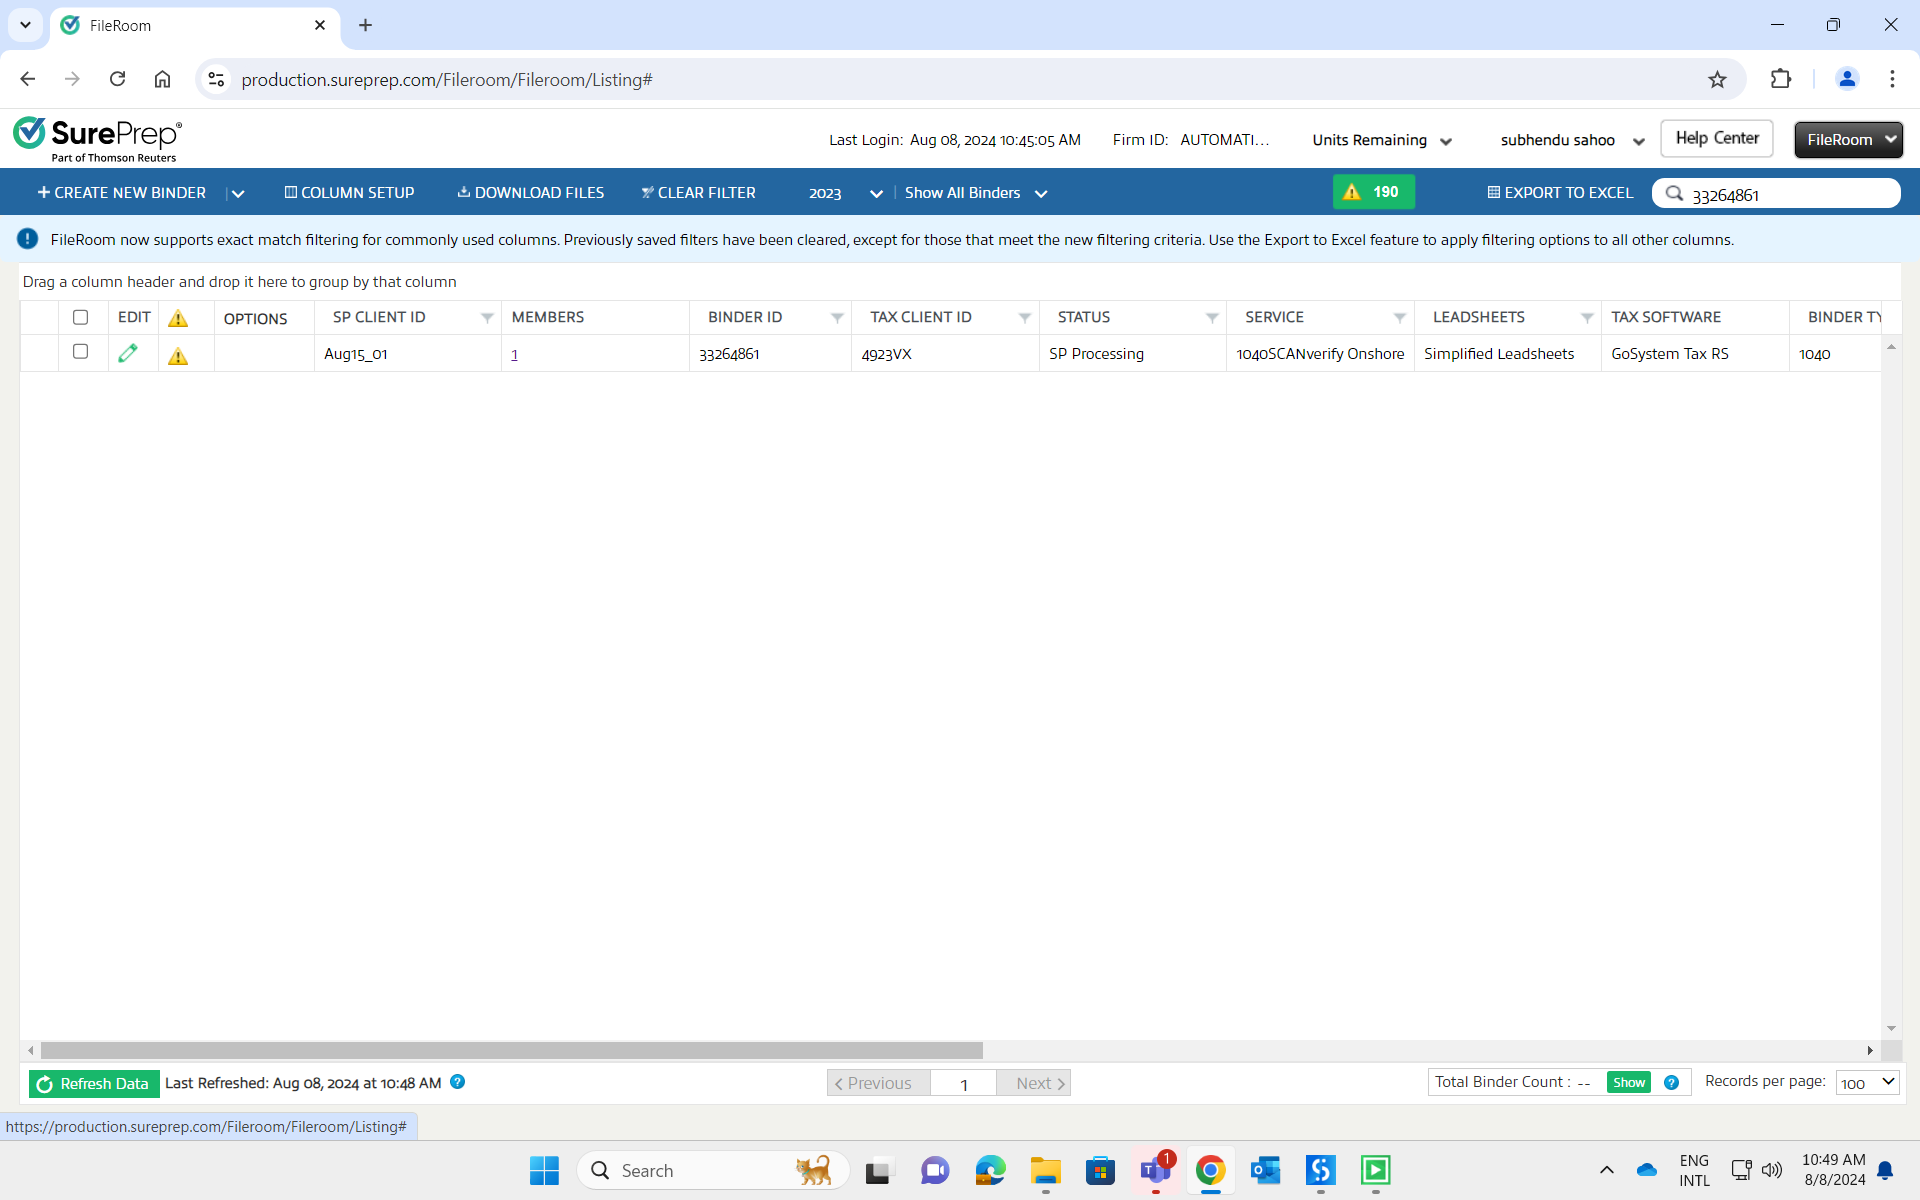 FileRoom
production.sureprep.com/Fileroom/Fileroom/Listing#
SurePrep®
Part of Thomson Reuters
Last Login: Aug 08, 2024 10:45:05 AM
Firm ID: AUTOMATI...
Units Remaining
subhendu sahoo
Help Center
FileRoom
+ CREATE NEW BINDER
COLUMN SETUP
DOWNLOAD FILES
CLEAR FILTER
2023
Show All Binders
190
EXPORT TO EXCEL
33264861
FileRoom now supports exact match filtering for commonly used columns. Previously saved filters have been cleared, except for those that meet the new filtering criteria. Use the Export to Excel feature to apply filtering options to all other columns.
Drag a column header and drop it here to group by that column
EDIT OPTIONS SP CLIENT ID MEMBERS BINDER ID TAX CLIENT ID STATUS SERVICE LEADSHEETS TAX SOFTWARE BINDER TY
Aug15_01 1 33264861 4923VX SP Processing 1040SCANverify Onshore Simplified Leadsheets GoSystem Tax RS 1040
Refresh Data
Last Refreshed: Aug 08, 2024 at 10:48 AM ?
< Previous
1
Next >
Total Binder Count : --
Show
?
Records per page:
100
https://production.sureprep.com/Fileroom/Fileroom/Listing#
Search
1
ENG
INTL
10:49 AM
8/8/2024